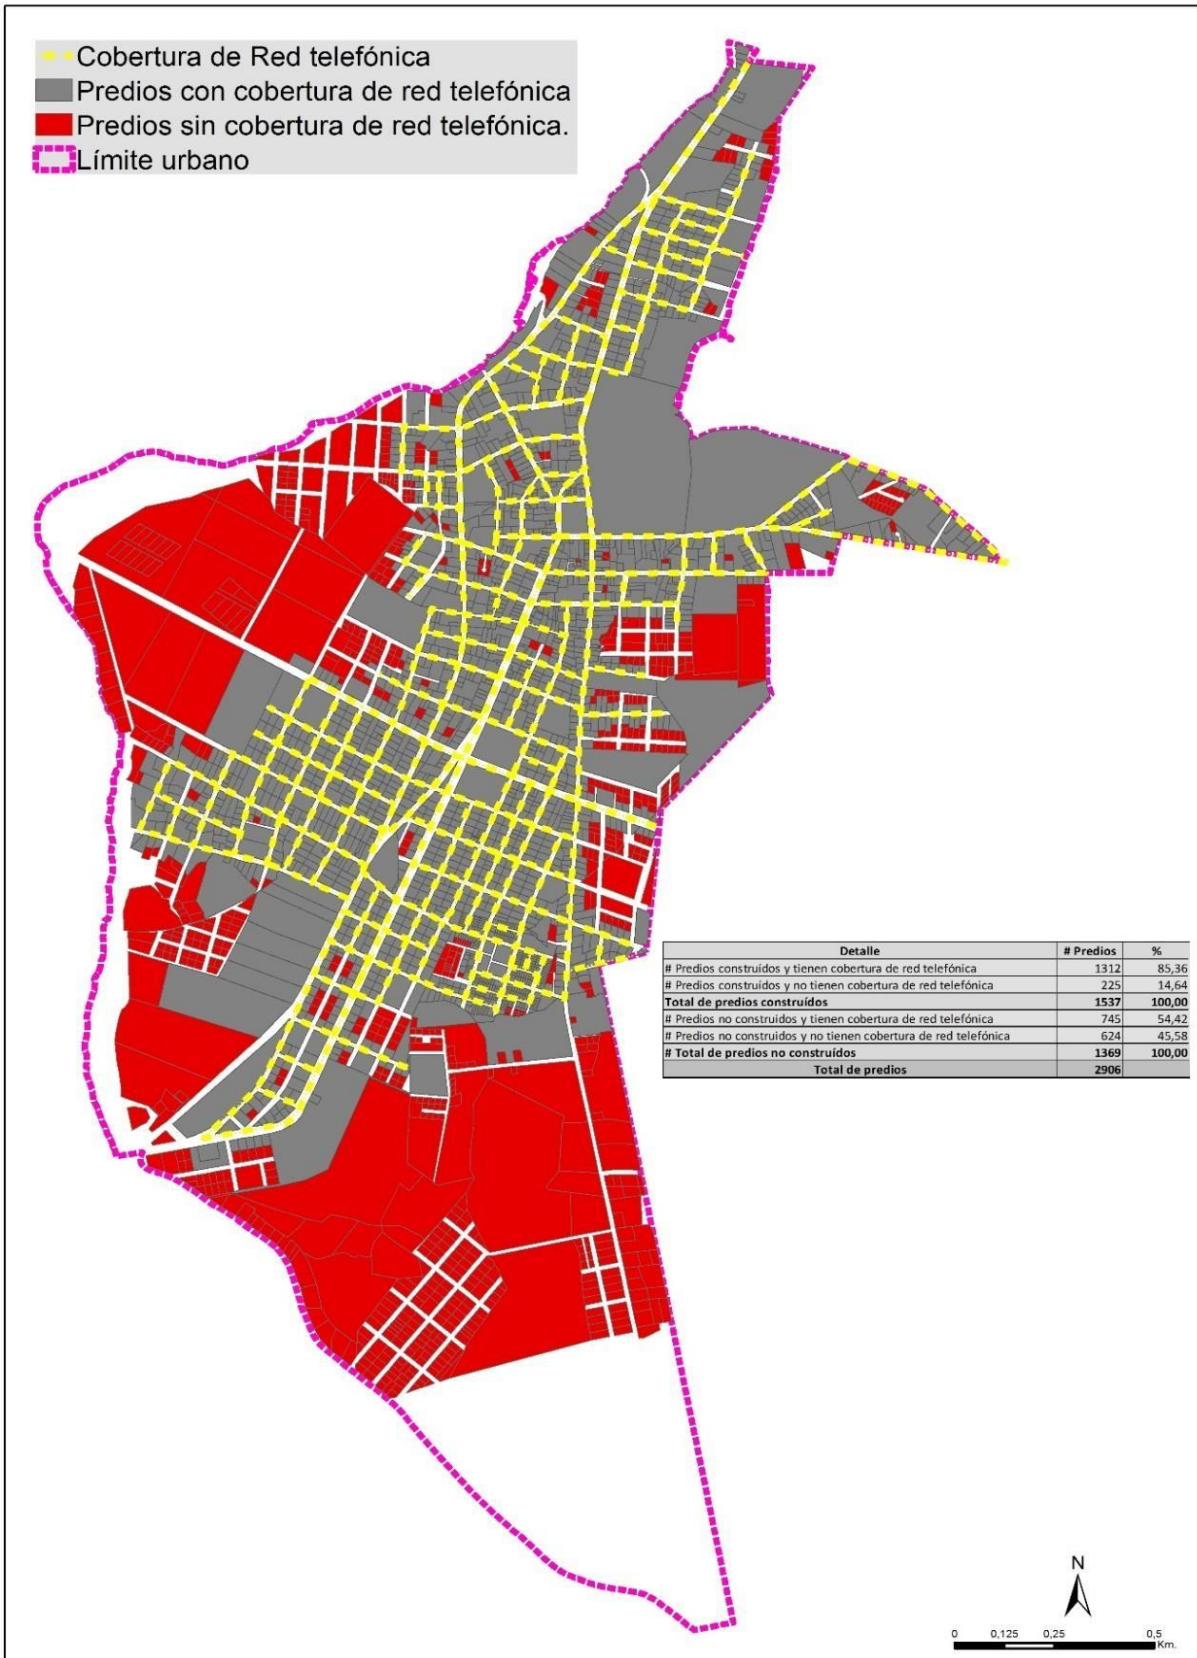 Cobertura de Red telefónica
Predios con cobertura de red telefónica
Predios sin cobertura de red telefónica.
Límite urbano
Detalle # Predios %
# Predios construídos y tienen cobertura de red telefónica 1312 85,36
# Predios construídos y no tienen cobertura de red telefónica 225 14,64
Total de predios construídos 1537 100,00
# Predios no construidos y tienen cobertura de red telefónica 745 54,42
# Predios no construidos y no tienen cobertura de red telefónica 624 45,58
# Total de predios no construídos 1369 100,00
Total de predios 2906
N
0 0,125 0,25 0,5
Km.